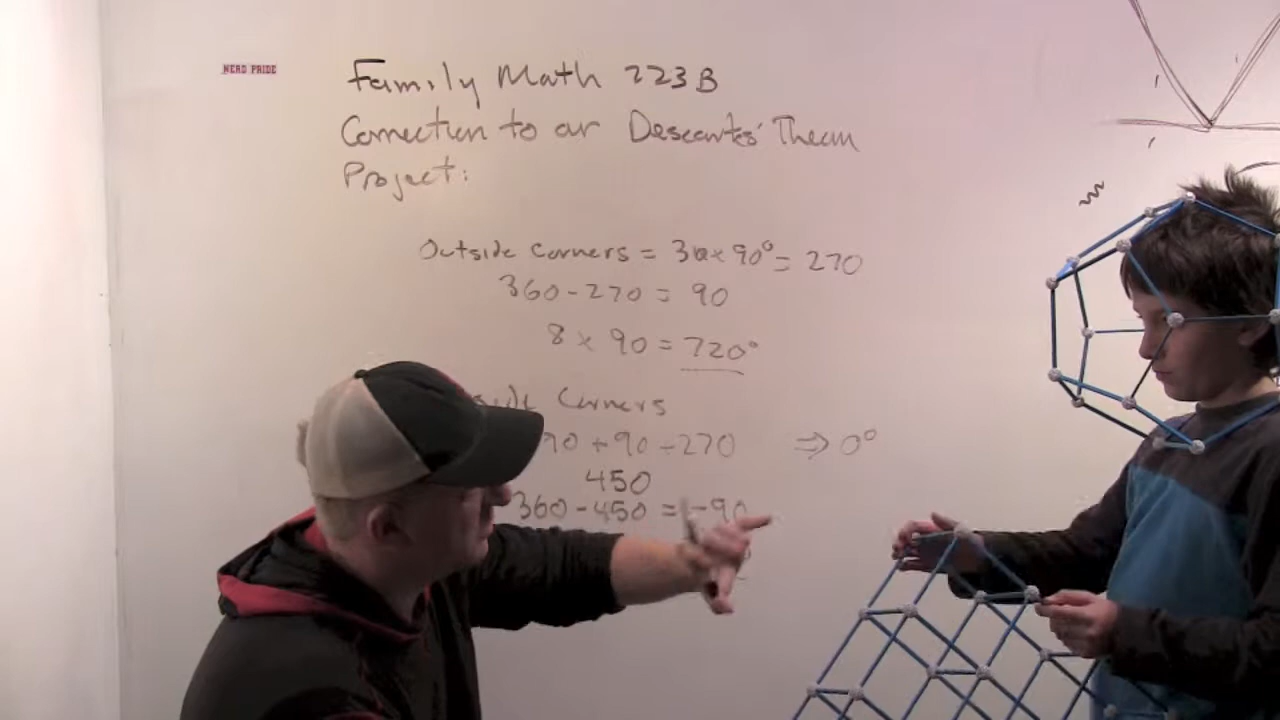 NERD PRIDE
Family Math 223B
Connection to our Descartes' Theorem
Project:
Outside Corners = 3 x 90° = 270
360 - 270 = 90
8 x 90 = 720°
Corners
90 + 90 + 270 ⇒ 0°
450
360 - 450 = -90